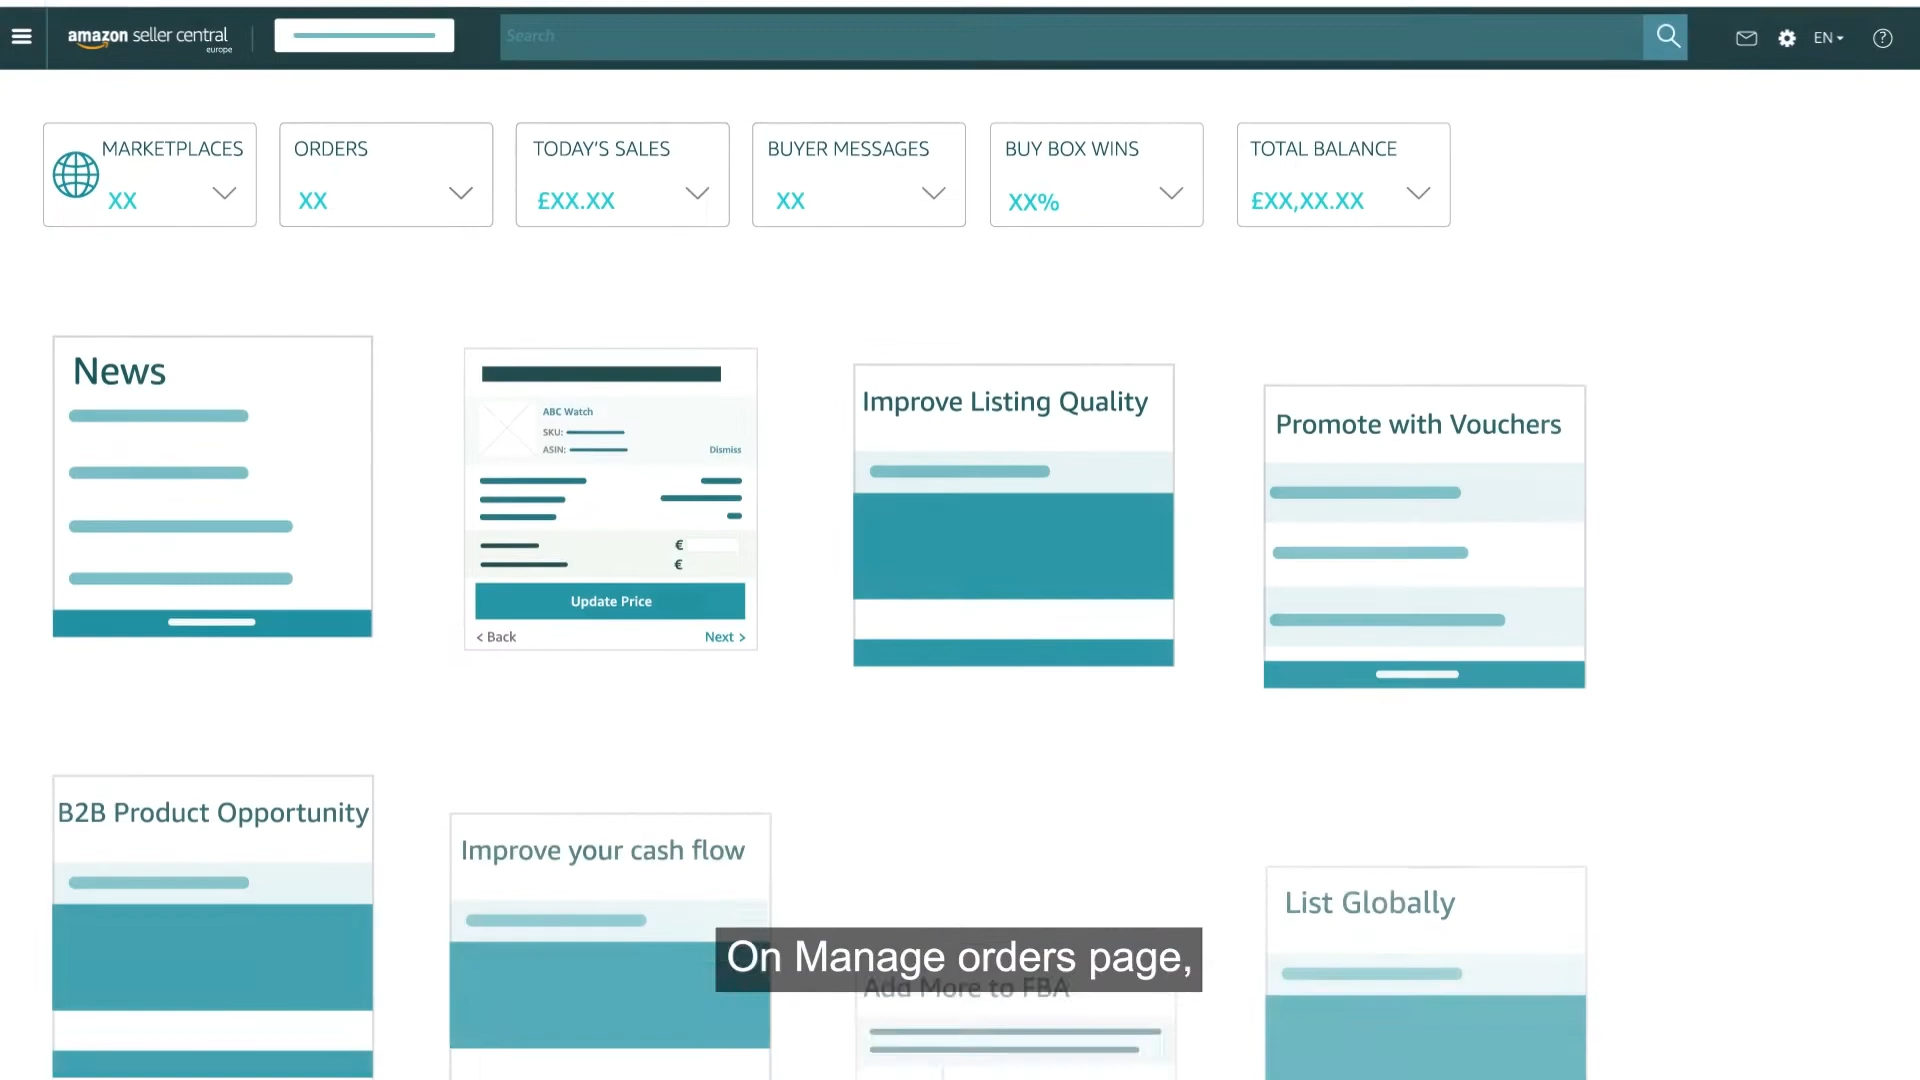 amazon seller central
europe
Search
EN
?
MARKETPLACES
XX
ORDERS
XX
TODAY'S SALES
£XX.XX
BUYER MESSAGES
XX
BUY BOX WINS
XX%
TOTAL BALANCE
£XX,XX.XX
News
ABC Watch
SKU:
ASIN:
Dismiss
€
€
Update Price
< Back
Next >
Improve Listing Quality
Promote with Vouchers
B2B Product Opportunity
Improve your cash flow
On Manage orders page,
Add More to FBA
List Globally